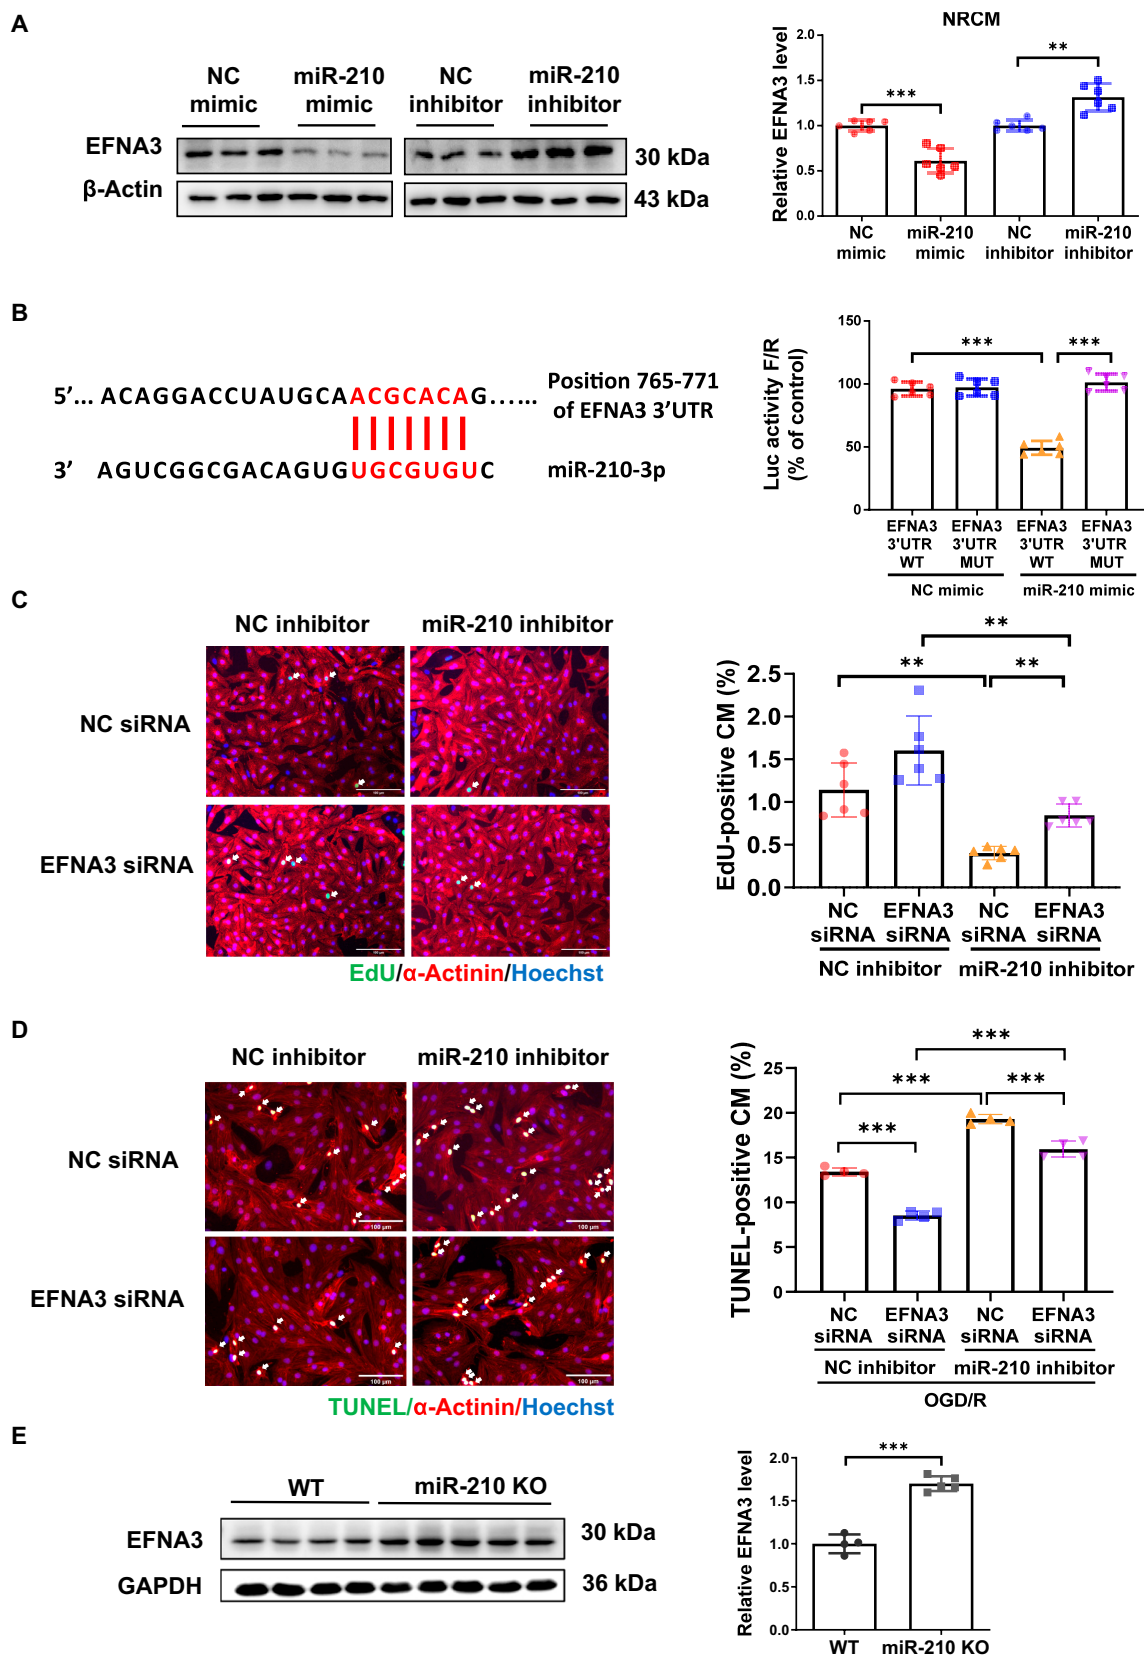 A
NC
mimic
miR-210
mimic
NC
inhibitor
miR-210
inhibitor
EFNA3
30 kDa
β-Actin
43 kDa
NRCM
Relative EFNA3 level
2.0
1.5
1.0
0.5
0.0
***
**
NC
mimic
miR-210
mimic
NC
inhibitor
miR-210
inhibitor
B
5’... ACAGGACCUAUGCAACGCACAG......
Position 765-771
of EFNA3 3’UTR
3’ AGUCGGCGACAGUGUGCGUGUC
miR-210-3p
Luc activity F/R
(% of control)
150
100
50
0
***
***
EFNA3
3'UTR
WT
EFNA3
3'UTR
MUT
EFNA3
3'UTR
WT
EFNA3
3'UTR
MUT
NC mimic
miR-210 mimic
C
NC inhibitor
miR-210 inhibitor
NC siRNA
EFNA3 siRNA
EdU/α-Actinin/Hoechst
EdU-positive CM (%)
2.5
2.0
1.5
1.0
0.5
0.0
**
**
**
NC
siRNA
EFNA3
siRNA
NC
siRNA
EFNA3
siRNA
NC inhibitor
miR-210 inhibitor
D
NC inhibitor
miR-210 inhibitor
NC siRNA
EFNA3 siRNA
100 μm
100 μm
100 μm
100 μm
TUNEL/α-Actinin/Hoechst
TUNEL-positive CM (%)
25
20
15
10
5
0
***
***
***
***
NC
siRNA
EFNA3
siRNA
NC
siRNA
EFNA3
siRNA
NC inhibitor
miR-210 inhibitor
OGD/R
E
WT
miR-210 KO
EFNA3
30 kDa
GAPDH
36 kDa
Relative EFNA3 level
2.0
1.5
1.0
0.5
0.0
***
WT
miR-210 KO